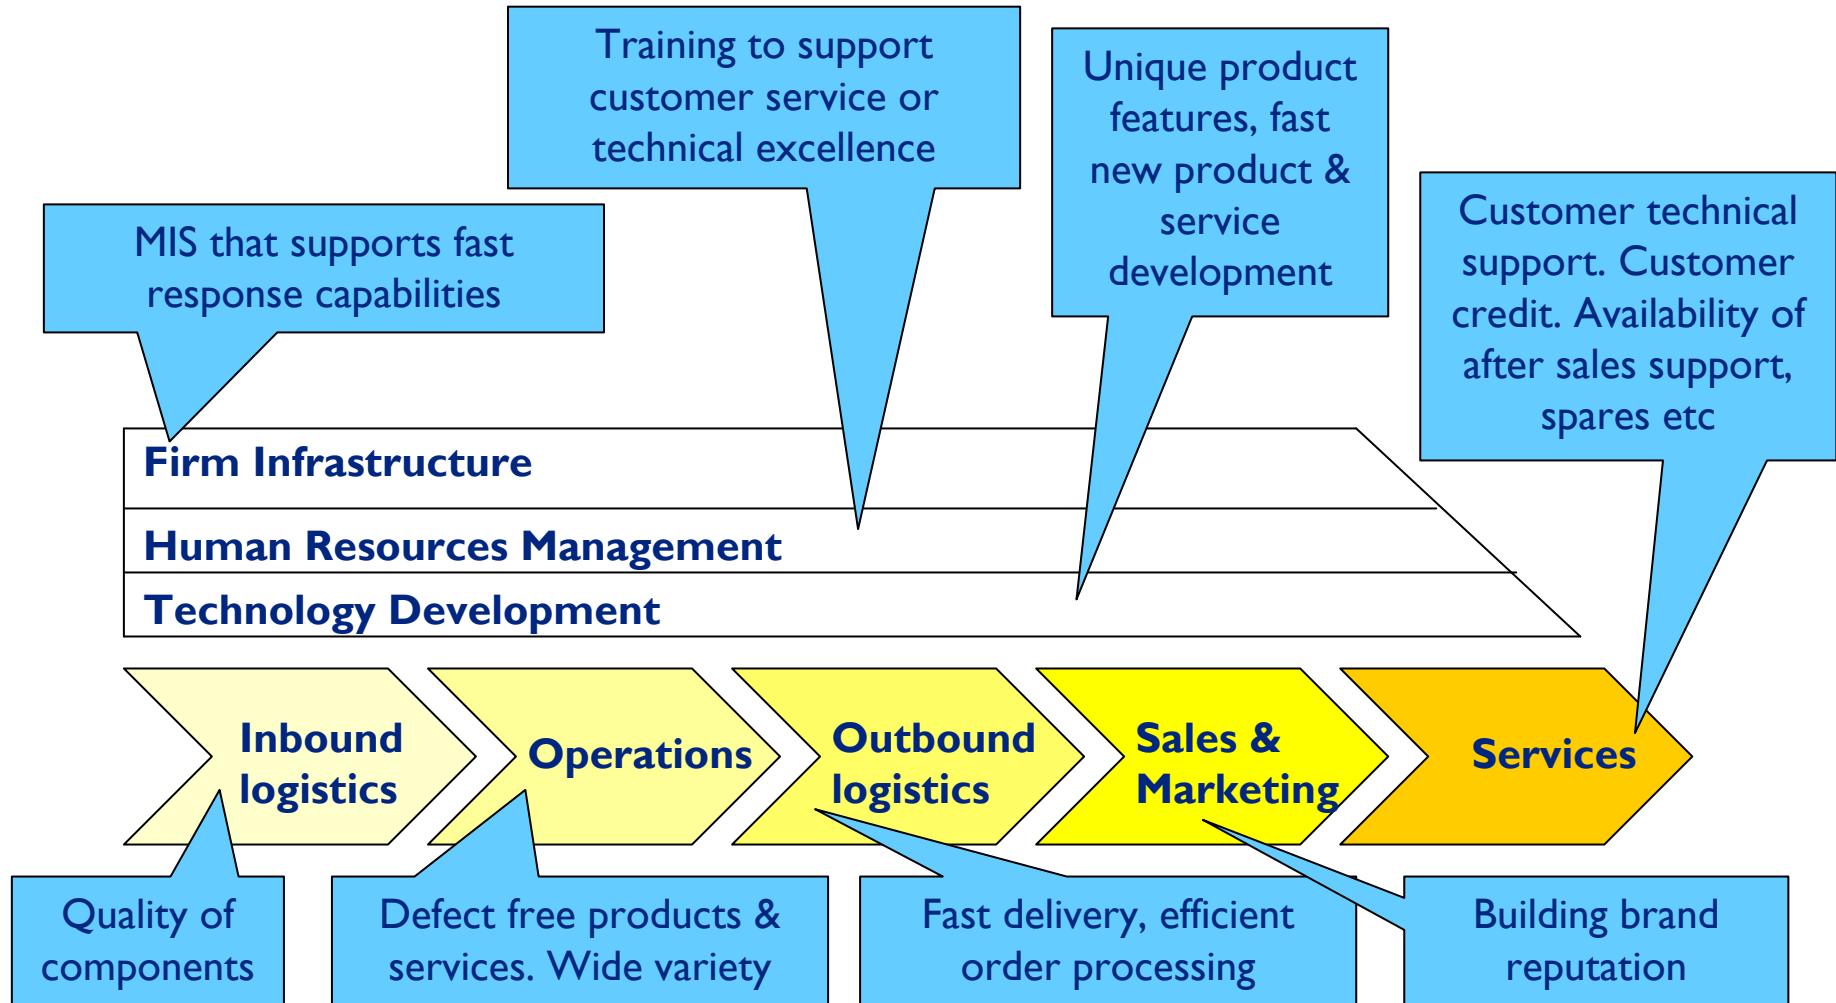 Training to support
customer service or
technical excellence
Unique product
features, fast
new product &
service
development
Customer technical
support. Customer
credit. Availability of
after sales support,
spares etc
MIS that supports fast
response capabilities
Firm Infrastructure
Human Resources Management
Technology Development
Inbound
logistics
Operations
Outbound
logistics
Sales &
Marketing
Services
Quality of
components
Defect free products &
services. Wide variety
Fast delivery, efficient
order processing
Building brand
reputation